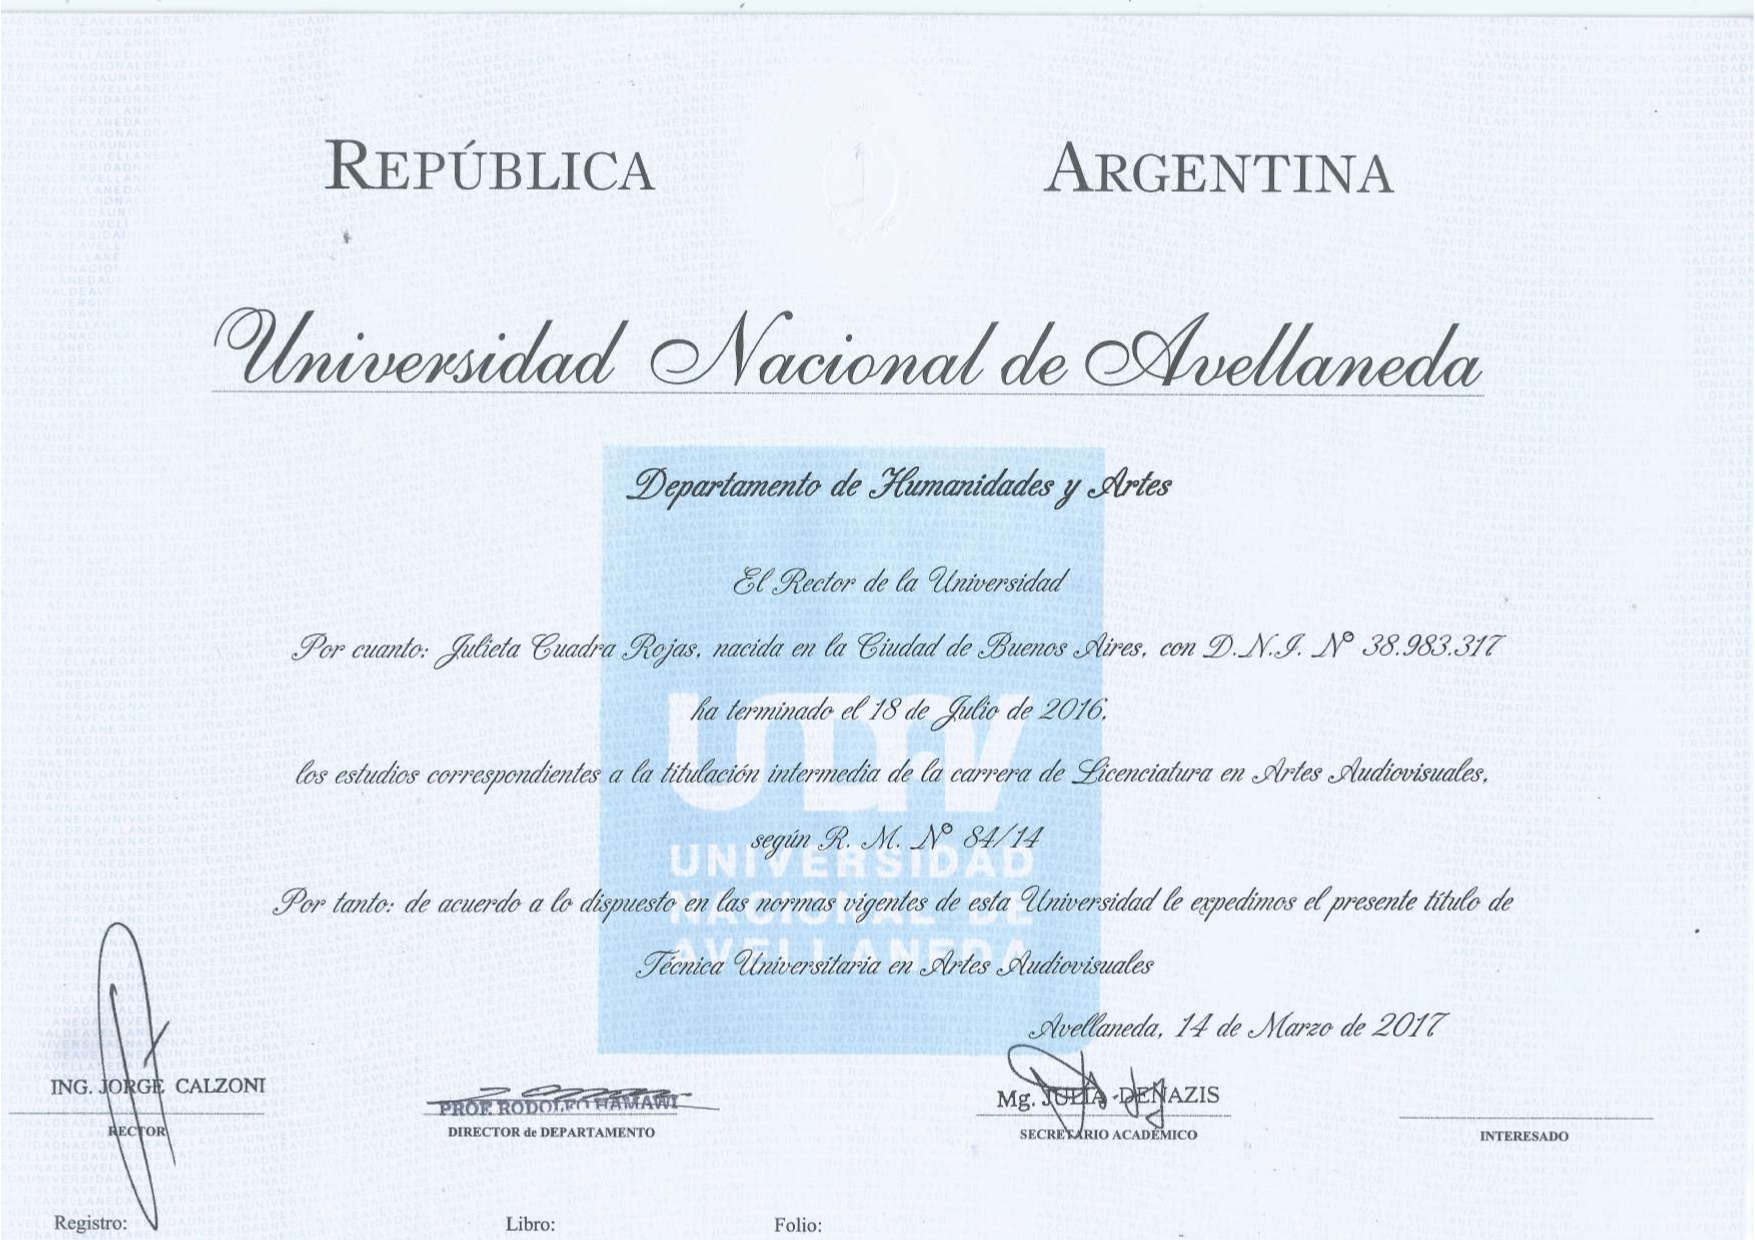 REPÚBLICA ARGENTINA
Universidad Nacional de Avellaneda
Departamento de Humanidades y Artes
El Rector de la Universidad
Por cuanto: Julieta Cuadra Rojas, nacida en la Ciudad de Buenos Aires, con D.N.I. Nº 38.983.317
ha terminado el 18 de Julio de 2016,
los estudios correspondientes a la titulación intermedia de la carrera de Licenciatura en Artes Audiovisuales,
según R. M. Nº 84/14
Por tanto: de acuerdo a lo dispuesto en las normas vigentes de esta Universidad le expedimos el presente título de
Técnica Universitaria en Artes Audiovisuales
Avellaneda, 14 de Marzo de 2017
UNDAV
UNIVERSIDAD
NACIONAL DE
AVELLANEDA
ING. JORGE CALZONI
RECTOR
PROF. RODOLFO HAMAWI
DIRECTOR de DEPARTAMENTO
Mg. JULIA DENAZIS
SECRETARIO ACADÉMICO
INTERESADO
Registro: Libro: Folio: